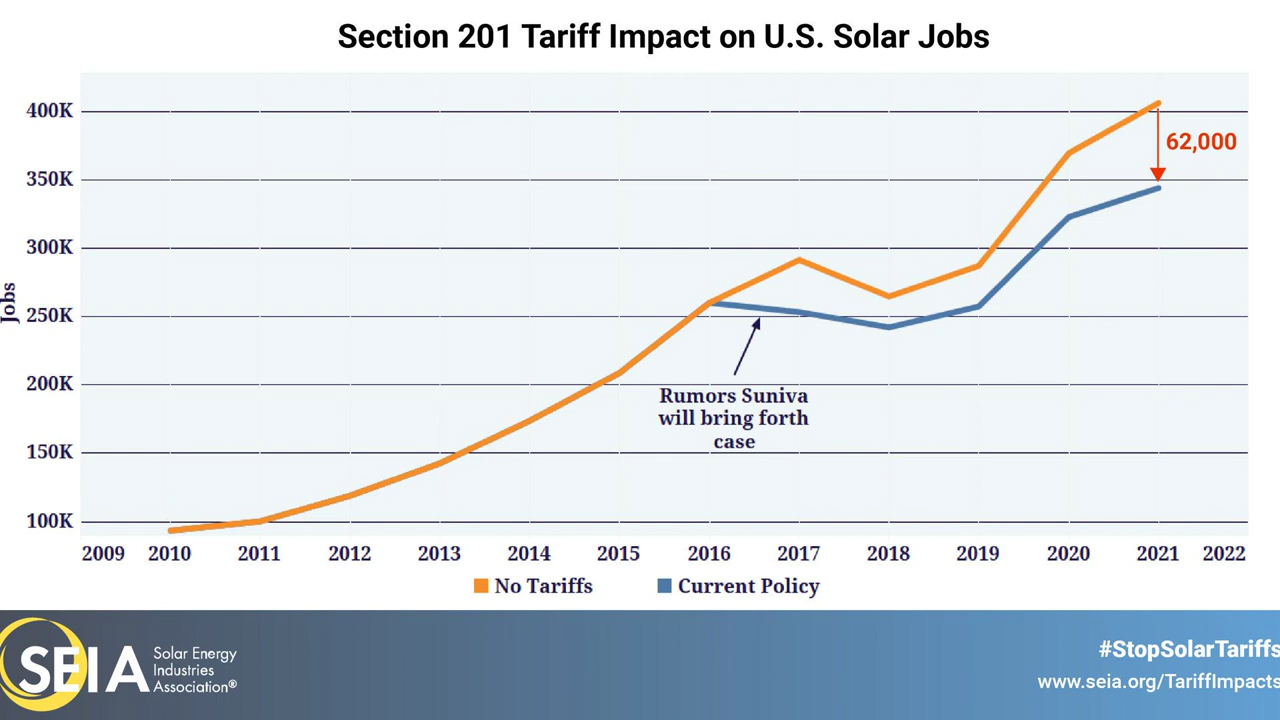 Section 201 Tariff Impact on U.S. Solar Jobs
400K
350K
300K
250K
200K
150K
100K
Jobs
62,000
Rumors Suniva
will bring forth
case
2009 2010 2011 2012 2013 2014 2015 2016 2017 2018 2019 2020 2021 2022
No Tariffs Current Policy
SEIA
Solar Energy
Industries
Association®
#StopSolarTariffs
www.seia.org/TariffImpacts